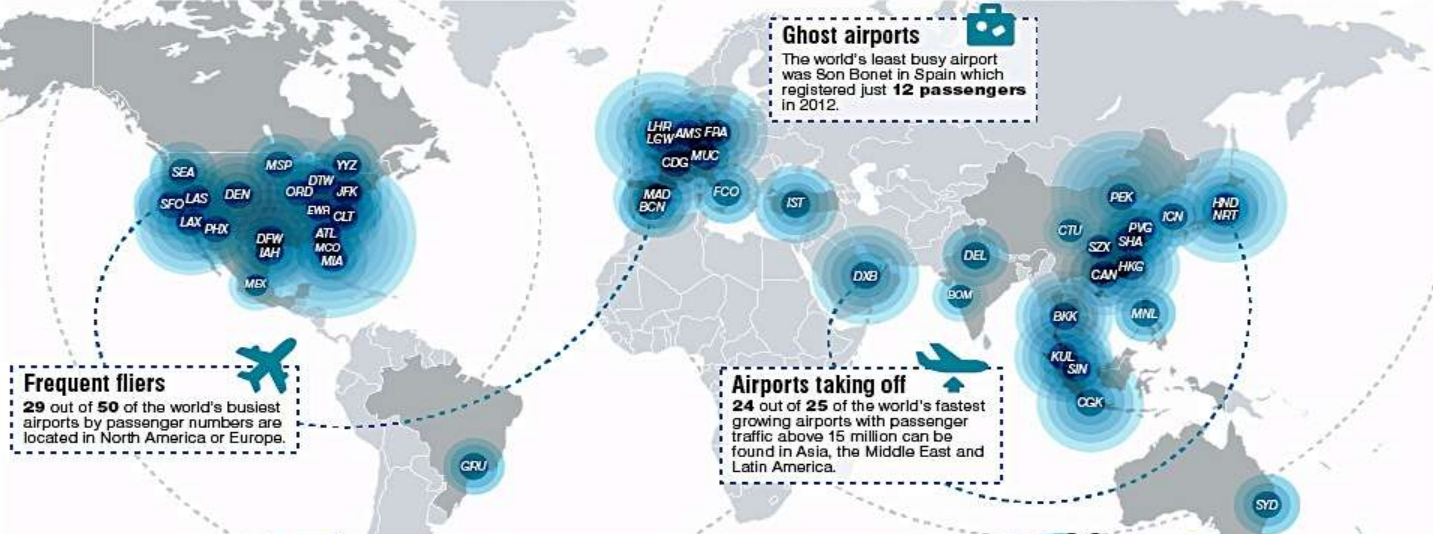 Ghost airports
The world's least busy airport
was Son Bonet in Spain which
registered just 12 passengers
in 2012.
SEA
MSP
YYZ
DTW
SFO
LAS
DEN
ORD
JFK
LAX
PHX
EWR
CLT
DFW
IAH
ATL
MCO
MIA
MEX
LHR
LGW
AMS
FRA
CDG
MUC
MAD
BCN
FCO
IST
DXB
DEL
BOM
PEK
CTU
ICN
HND
NRT
PVG
SHA
SZX
CAN
HKG
BKK
MNL
KUL
SIN
CGK
Frequent fliers
29 out of 50 of the world's busiest
airports by passenger numbers are
located in North America or Europe.
GRU
Airports taking off
24 out of 25 of the world's fastest
growing airports with passenger
traffic above 15 million can be
found in Asia, the Middle East and
Latin America.
SYD